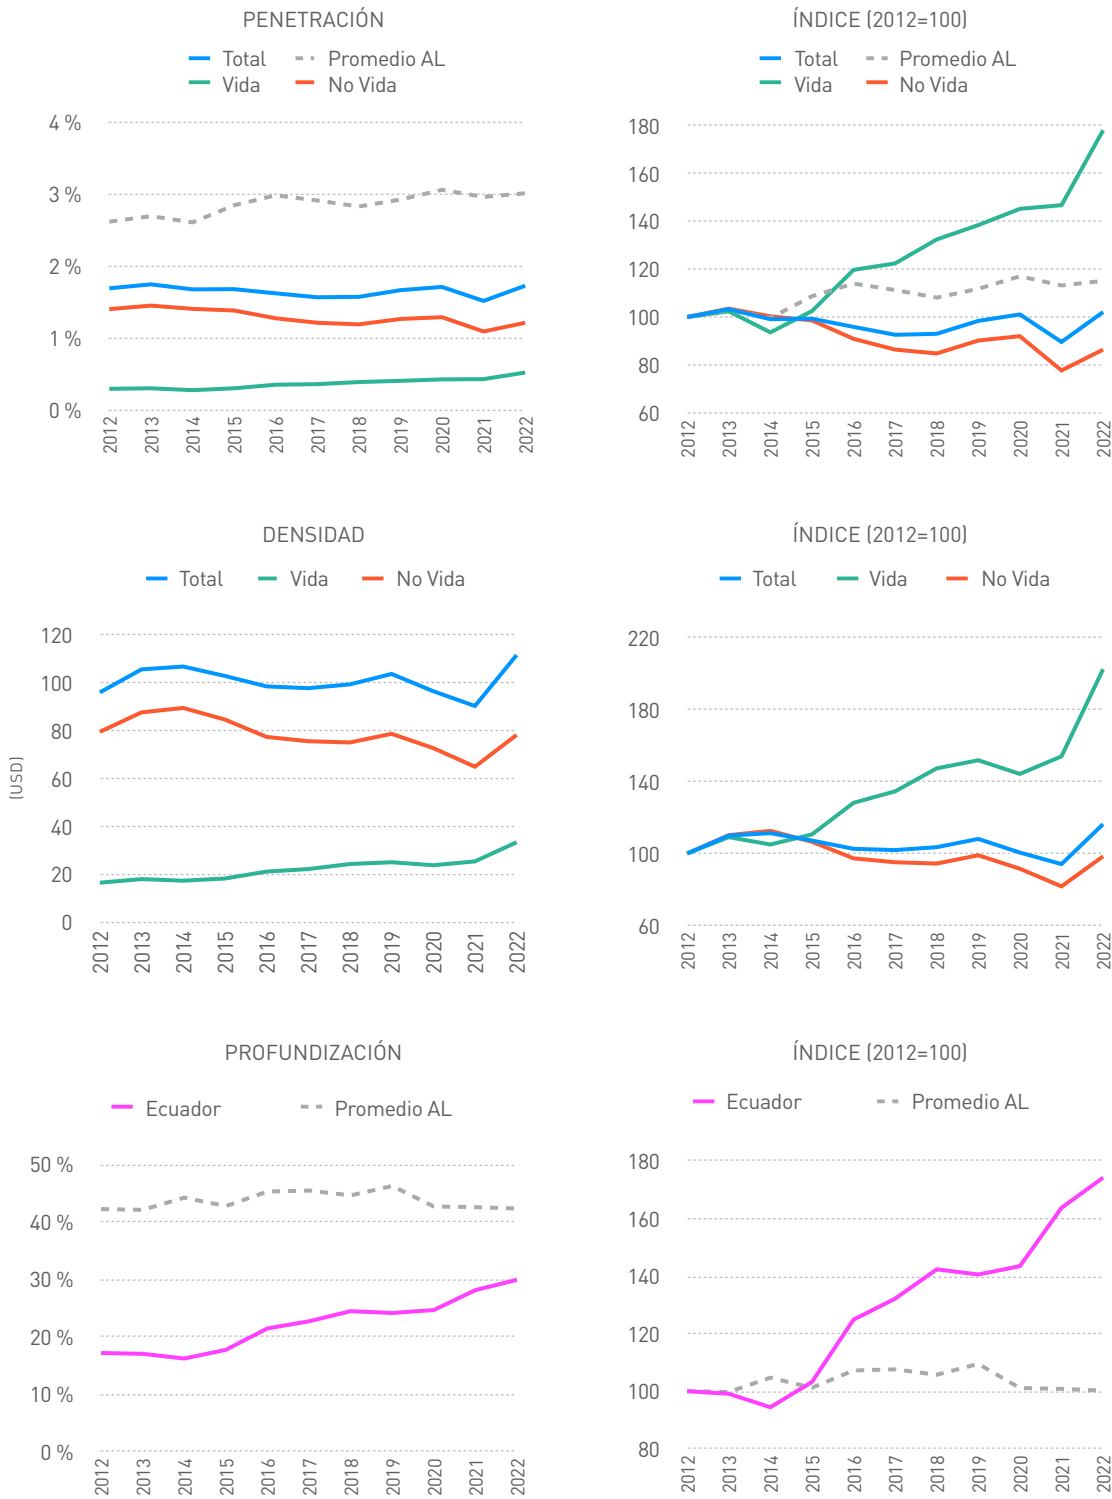 PENETRACIÓN
Total Promedio AL
Vida No Vida
4 %
3 %
2 %
1 %
0 %
2012 2013 2014 2015 2016 2017 2018 2019 2020 2021 2022
ÍNDICE (2012=100)
Total Promedio AL
Vida No Vida
180
160
140
120
100
80
60
2012 2013 2014 2015 2016 2017 2018 2019 2020 2021 2022
DENSIDAD
Total Vida No Vida
(USD)
120
100
80
60
40
20
0
2012 2013 2014 2015 2016 2017 2018 2019 2020 2021 2022
ÍNDICE (2012=100)
Total Vida No Vida
220
180
140
100
60
2012 2013 2014 2015 2016 2017 2018 2019 2020 2021 2022
PROFUNDIZACIÓN
Ecuador Promedio AL
50 %
40 %
30 %
20 %
10 %
0 %
2012 2013 2014 2015 2016 2017 2018 2019 2020 2021 2022
ÍNDICE (2012=100)
Ecuador Promedio AL
180
160
140
120
100
80
2012 2013 2014 2015 2016 2017 2018 2019 2020 2021 2022